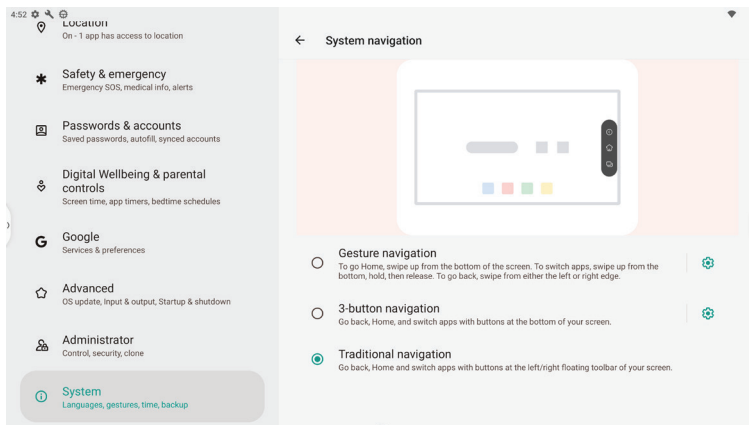 4:52
Location
On - 1 app has access to location
Safety & emergency
Emergency SOS, medical info, alerts
Passwords & accounts
Saved passwords, autofill, synced accounts
Digital Wellbeing & parental
controls
Screen time, app timers, bedtime schedules
Google
Services & preferences
Advanced
OS update, Input & output, Startup & shutdown
Administrator
Control, security, clone
System
Languages, gestures, time, backup
System navigation
Gesture navigation
To go Home, swipe up from the bottom of the screen. To switch apps, swipe up from the
bottom, hold, then release. To go back, swipe from either the left or right edge.
3-button navigation
Go back, Home, and switch apps with buttons at the bottom of your screen.
Traditional navigation
Go back, Home and switch apps with buttons at the left/right floating toolbar of your screen.